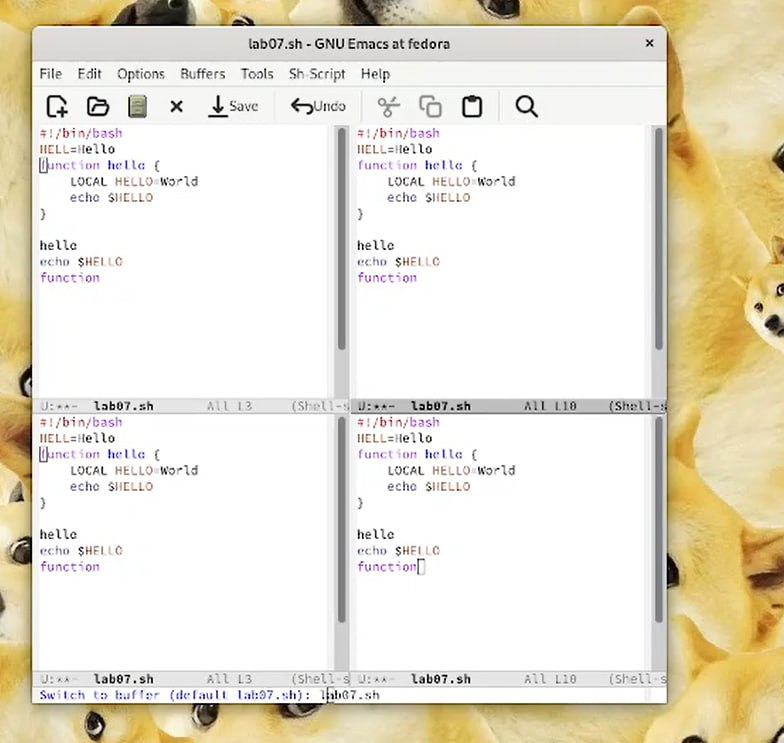 lab07.sh - GNU Emacs at fedora
File Edit Options Buffers Tools Sh-Script Help
Save Undo
#!/bin/bash
HELL=Hello
function hello {
LOCAL HELLO=World
echo $HELLO
}
hello
echo $HELLO
function
U:**- lab07.sh All L3 (Shell-s
#!/bin/bash
HELL=Hello
function hello {
LOCAL HELLO=World
echo $HELLO
}
hello
echo $HELLO
function
U:**- lab07.sh All L10 (Shell-s
#!/bin/bash
HELL=Hello
function hello {
LOCAL HELLO=World
echo $HELLO
}
hello
echo $HELLO
function
U:**- lab07.sh All L3 (Shell-s
#!/bin/bash
HELL=Hello
function hello {
LOCAL HELLO=World
echo $HELLO
}
hello
echo $HELLO
function
U:**- lab07.sh All L10 (Shell-s
Switch to buffer (default lab07.sh): lab07.sh